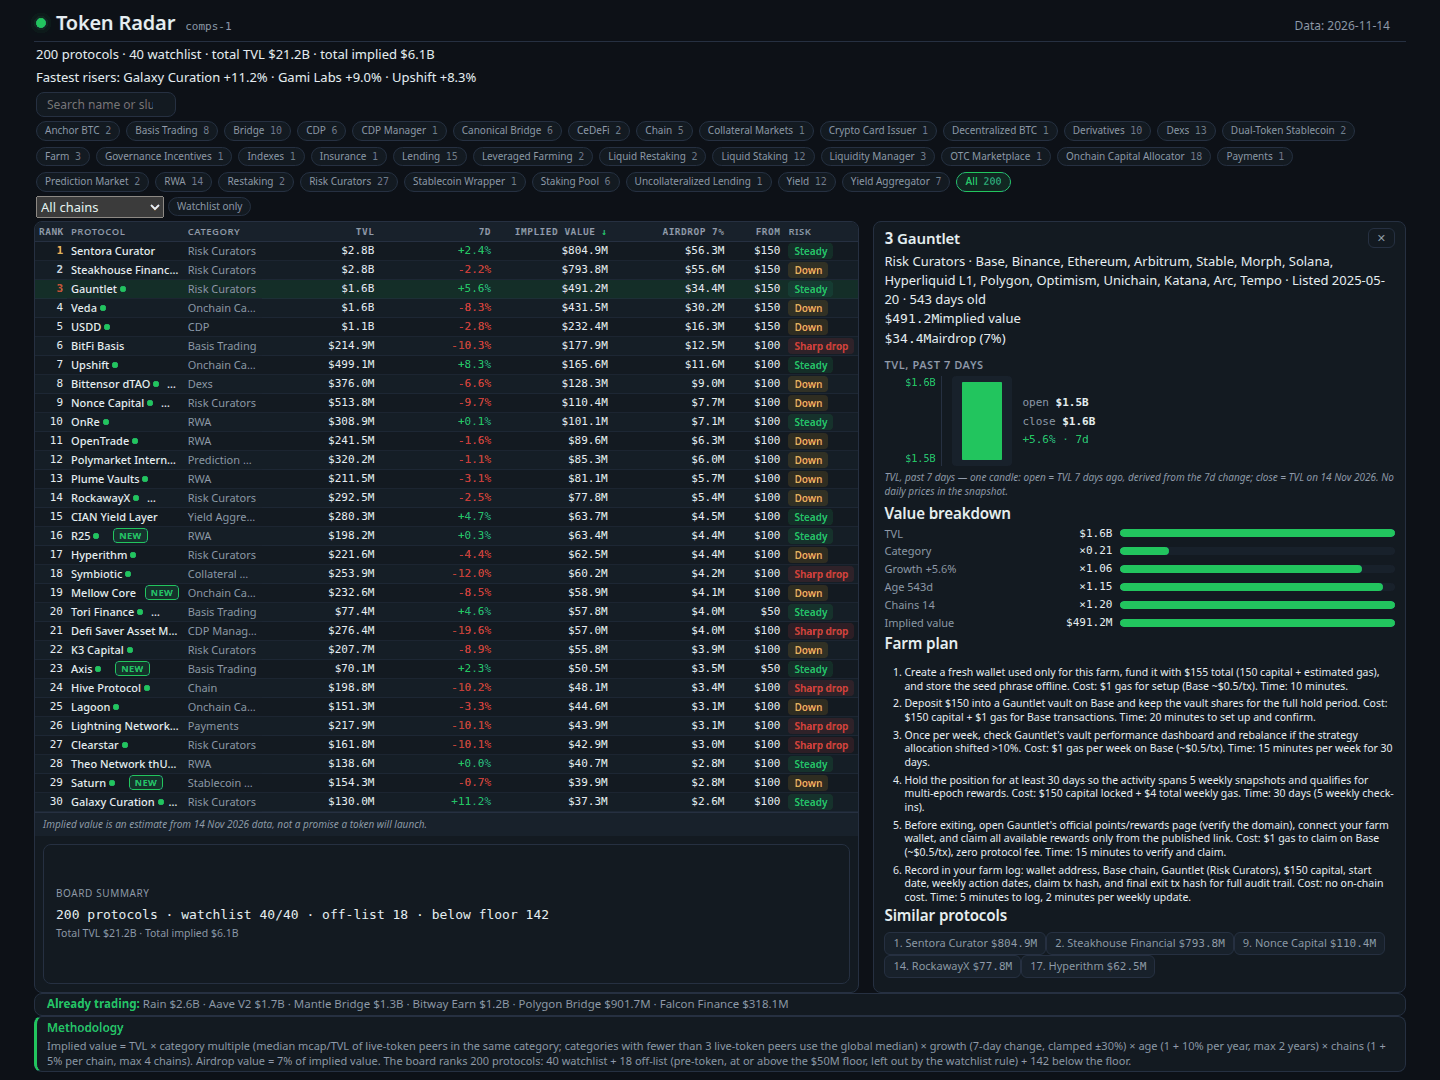 Token Radar comps-1
Data: 2026-11-14
200 protocols · 40 watchlist · total TVL $21.2B · total implied $6.1B
Fastest risers: Galaxy Curation +11.2% · Gami Labs +9.0% · Upshift +8.3%
Search name or slu
Anchor BTC 2 Basis Trading 8 Bridge 10 CDP 6 CDP Manager 1 Canonical Bridge 6 CeDeFi 2 Chain 5 Collateral Markets 1 Crypto Card Issuer 1 Decentralized BTC 1 Derivatives 10 Dexs 13 Dual-Token Stablecoin 2
Farm 3 Governance Incentives 1 Indexes 1 Insurance 1 Lending 15 Leveraged Farming 2 Liquid Restaking 2 Liquid Staking 12 Liquidity Manager 3 OTC Marketplace 1 Onchain Capital Allocator 18 Payments 1
Prediction Market 2 RWA 14 Restaking 2 Risk Curators 27 Stablecoin Wrapper 1 Staking Pool 6 Uncollateralized Lending 1 Yield 12 Yield Aggregator 7 All 200
All chains Watchlist only
RANK PROTOCOL CATEGORY TVL 7D IMPLIED VALUE ↓ AIRDROP 7% FROM RISK
1 Sentora Curator Risk Curators $2.8B +2.4% $804.9M $56.3M $150 Steady
2 Steakhouse Financ... Risk Curators $2.8B -2.2% $793.8M $55.6M $150 Down
3 Gauntlet Risk Curators $1.6B +5.6% $491.2M $34.4M $150 Steady
4 Veda Onchain Ca... $1.6B -8.3% $431.5M $30.2M $150 Down
5 USDD CDP $1.1B -2.8% $232.4M $16.3M $150 Down
6 BitFi Basis Basis Trading $214.9M -10.3% $177.9M $12.5M $100 Sharp drop
7 Upshift Onchain Ca... $499.1M +8.3% $165.6M $11.6M $100 Steady
8 Bittensor dTAO ... Dexs $376.0M -6.6% $128.3M $9.0M $100 Down
9 Nonce Capital ... Risk Curators $513.8M -9.7% $110.4M $7.7M $100 Down
10 OnRe RWA $308.9M +0.1% $101.1M $7.1M $100 Steady
11 OpenTrade RWA $241.5M -1.6% $89.6M $6.3M $100 Down
12 Polymarket Intern... Prediction ... $320.2M -1.1% $85.3M $6.0M $100 Down
13 Plume Vaults RWA $211.5M -3.1% $81.1M $5.7M $100 Down
14 RockawayX ... Risk Curators $292.5M -2.5% $77.8M $5.4M $100 Down
15 CIAN Yield Layer Yield Aggre... $280.3M +4.7% $63.7M $4.5M $100 Steady
16 R25 NEW RWA $198.2M +0.3% $63.4M $4.4M $100 Steady
17 Hyperithm Risk Curators $221.6M -4.4% $62.5M $4.4M $100 Down
18 Symbiotic Collateral ... $253.9M -12.0% $60.2M $4.2M $100 Sharp drop
19 Mellow Core NEW Onchain Ca... $232.6M -8.5% $58.9M $4.1M $100 Down
20 Tori Finance ... Basis Trading $77.4M +4.6% $57.8M $4.0M $50 Steady
21 Defi Saver Asset M... CDP Manag... $276.4M -19.6% $57.0M $4.0M $100 Sharp drop
22 K3 Capital Risk Curators $207.7M -8.9% $55.8M $3.9M $100 Down
23 Axis NEW Basis Trading $70.1M +2.3% $50.5M $3.5M $50 Steady
24 Hive Protocol Chain $198.8M -10.2% $48.1M $3.4M $100 Sharp drop
25 Lagoon Onchain Ca... $151.3M -3.3% $44.6M $3.1M $100 Down
26 Lightning Network... Payments $217.9M -10.1% $43.9M $3.1M $100 Sharp drop
27 Clearstar Risk Curators $161.8M -10.1% $42.9M $3.0M $100 Sharp drop
28 Theo Network thU... RWA $138.6M +0.0% $40.7M $2.8M $100 Steady
29 Saturn NEW Stablecoin ... $154.3M -0.7% $39.9M $2.8M $100 Down
30 Galaxy Curation ... Risk Curators $130.0M +11.2% $37.3M $2.6M $100 Steady
Implied value is an estimate from 14 Nov 2026 data, not a promise a token will launch.
BOARD SUMMARY
200 protocols · watchlist 40/40 · off-list 18 · below floor 142
Total TVL $21.2B · Total implied $6.1B
3 Gauntlet ✕
Risk Curators · Base, Binance, Ethereum, Arbitrum, Stable, Morph, Solana,
Hyperliquid L1, Polygon, Optimism, Unichain, Katana, Arc, Tempo · Listed 2025-05-
20 · 543 days old
$491.2Mimplied value
$34.4Mairdrop (7%)
TVL, PAST 7 DAYS
$1.6B
$1.5B
open $1.5B
close $1.6B
+5.6% · 7d
TVL, past 7 days — one candle: open = TVL 7 days ago, derived from the 7d change; close = TVL on 14 Nov 2026. No
daily prices in the snapshot.
Value breakdown
TVL $1.6B
Category ×0.21
Growth +5.6% ×1.06
Age 543d ×1.15
Chains 14 ×1.20
Implied value $491.2M
Farm plan
1. Create a fresh wallet used only for this farm, fund it with $155 total (150 capital + estimated gas),
and store the seed phrase offline. Cost: $1 gas for setup (Base ~$0.5/tx). Time: 10 minutes.
2. Deposit $150 into a Gauntlet vault on Base and keep the vault shares for the full hold period. Cost:
$150 capital + $1 gas for Base transactions. Time: 20 minutes to set up and confirm.
3. Once per week, check Gauntlet's vault performance dashboard and rebalance if the strategy
allocation shifted >10%. Cost: $1 gas per week on Base (~$0.5/tx). Time: 15 minutes per week for 30
days.
4. Hold the position for at least 30 days so the activity spans 5 weekly snapshots and qualifies for
multi-epoch rewards. Cost: $150 capital locked + $4 total weekly gas. Time: 30 days (5 weekly check-
ins).
5. Before exiting, open Gauntlet's official points/rewards page (verify the domain), connect your farm
wallet, and claim all available rewards only from the published link. Cost: $1 gas to claim on Base
(~$0.5/tx), zero protocol fee. Time: 15 minutes to verify and claim.
6. Record in your farm log: wallet address, Base chain, Gauntlet (Risk Curators), $150 capital, start
date, weekly action dates, claim tx hash, and final exit tx hash for full audit trail. Cost: no on-chain
cost. Time: 5 minutes to log, 2 minutes per weekly update.
Similar protocols
1. Sentora Curator $804.9M 2. Steakhouse Financial $793.8M 9. Nonce Capital $110.4M
14. RockawayX $77.8M 17. Hyperithm $62.5M
Already trading: Rain $2.6B · Aave V2 $1.7B · Mantle Bridge $1.3B · Bitway Earn $1.2B · Polygon Bridge $901.7M · Falcon Finance $318.1M
Methodology
Implied value = TVL × category multiple (median mcap/TVL of live-token peers in the same category; categories with fewer than 3 live-token peers use the global median) × growth (7-day change, clamped ±30%) × age (1 + 10% per year, max 2 years) × chains (1 +
5% per chain, max 4 chains). Airdrop value = 7% of implied value. The board ranks 200 protocols: 40 watchlist + 18 off-list (pre-token, at or above the $50M floor, left out by the watchlist rule) + 142 below the floor.